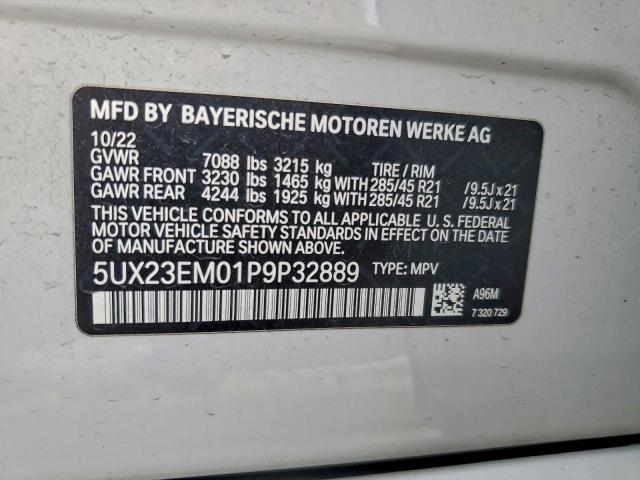 MFD BY BAYERISCHE MOTOREN WERKE AG
10/22
GVWR 7088 lbs 3215 kg TIRE / RIM
GAWR FRONT 3230 lbs 1465 kg WITH 285/45 R21 /9.5J x 21
GAWR REAR 4244 lbs 1925 kg WITH 285/45 R21 /9.5J x 21
THIS VEHICLE CONFORMS TO ALL APPLICABLE U. S. FEDERAL
MOTOR VEHICLE SAFETY STANDARDS IN EFFECT ON THE DATE
OF MANUFACTURE SHOWN ABOVE.
5UX23EM01P9P32889 TYPE: MPV
A96M
7 320 729